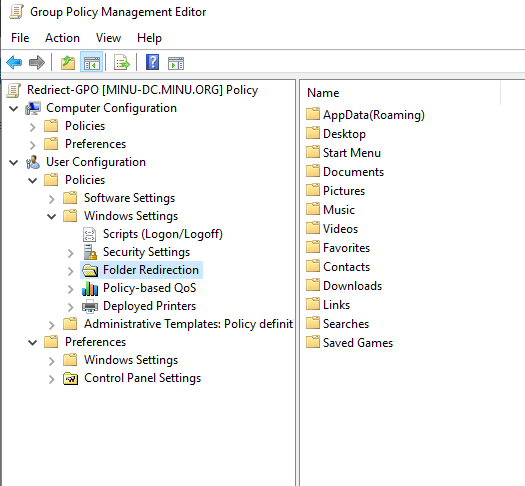 Group Policy Management Editor
File Action View Help
Redriect-GPO [MINU-DC.MINU.ORG] Policy
Computer Configuration
Policies
Preferences
User Configuration
Policies
Software Settings
Windows Settings
Scripts (Logon/Logoff)
Security Settings
Folder Redirection
Policy-based QoS
Deployed Printers
Administrative Templates: Policy definit
Preferences
Windows Settings
Control Panel Settings
Name
AppData(Roaming)
Desktop
Start Menu
Documents
Pictures
Music
Videos
Favorites
Contacts
Downloads
Links
Searches
Saved Games